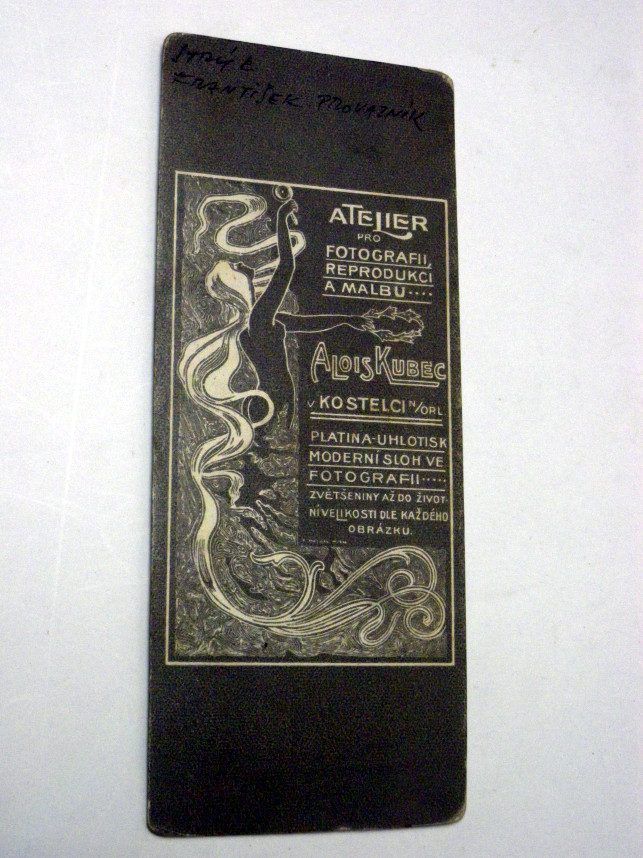 STRÝC
FRANTIŠEK PROVAZNÍK
ATELIER
PRO
FOTOGRAFII,
REPRODUKCI
A MALBU····
ALOIS KUBEC
V KOSTELCI N/ORL
PLATINA-UHLOTISK
MODERNÍ SLOH VE
FOTOGRAFII·····
ZVĚTŠENINY AŽ DO ŽIVOT-
NÍ VELIKOSTI DLE KAŽDÉHO
OBRÁZKU.